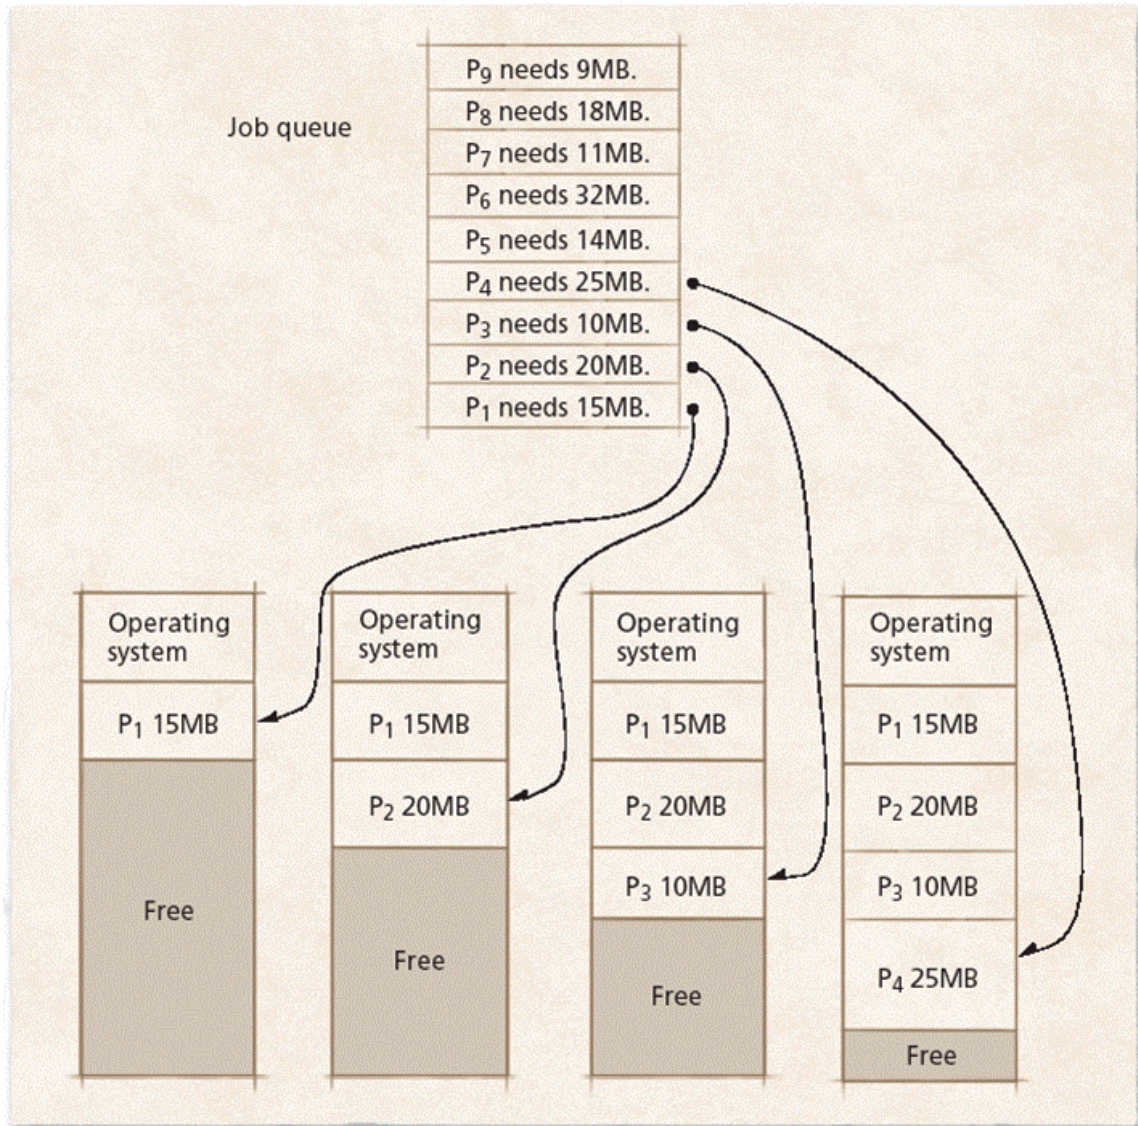 P9 needs 9MB.
Job queue
P8 needs 18MB.
P7 needs 11MB.
P6 needs 32MB.
P5 needs 14MB.
P4 needs 25MB.
P3 needs 10MB.
P2 needs 20MB.
P1 needs 15MB.
Operating
system
P1 15MB
Free
Operating
system
P1 15MB
P2 20MB
Free
Operating
system
P1 15MB
P2 20MB
P3 10MB
Free
Operating
system
P1 15MB
P2 20MB
P3 10MB
P4 25MB
Free